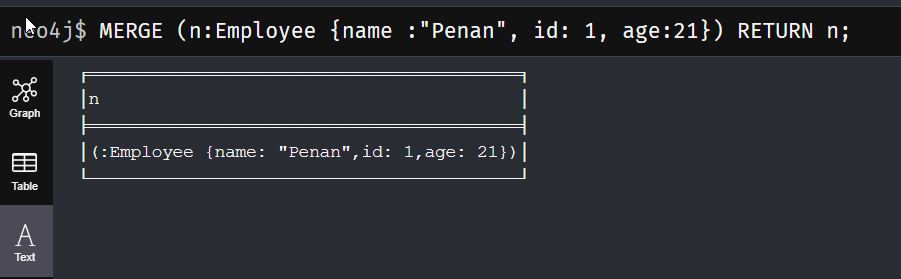 neo4j$ MERGE (n:Employee {name :"Penan", id: 1, age:21}) RETURN n;
n
(:Employee {name: "Penan",id: 1,age: 21})
Graph
Table
A
Text